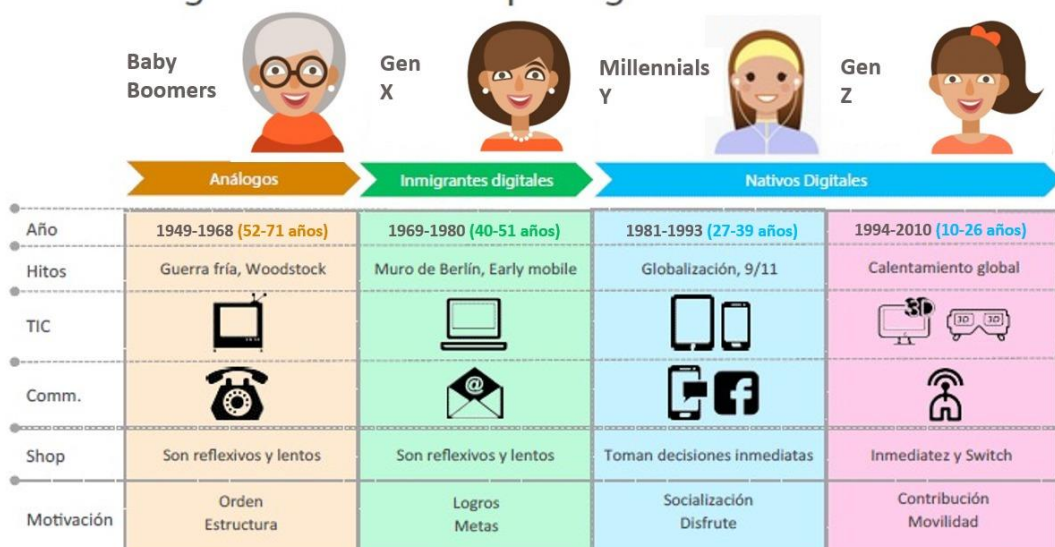 Baby
Boomers
Gen
X
Millennials
Y
Gen
Z
Análogos
Inmigrantes digitales
Nativos Digitales
Año
1949-1968 (52-71 años)
1969-1980 (40-51 años)
1981-1993 (27-39 años)
1994-2010 (10-26 años)
Hitos
Guerra fría, Woodstock
Muro de Berlín, Early mobile
Globalización, 9/11
Calentamiento global
TIC
3D
3D 3D
Comm.
@
f
Shop
Son reflexivos y lentos
Son reflexivos y lentos
Toman decisiones inmediatas
Inmediatez y Switch
Motivación
Orden
Estructura
Logros
Metas
Socialización
Disfrute
Contribución
Movilidad